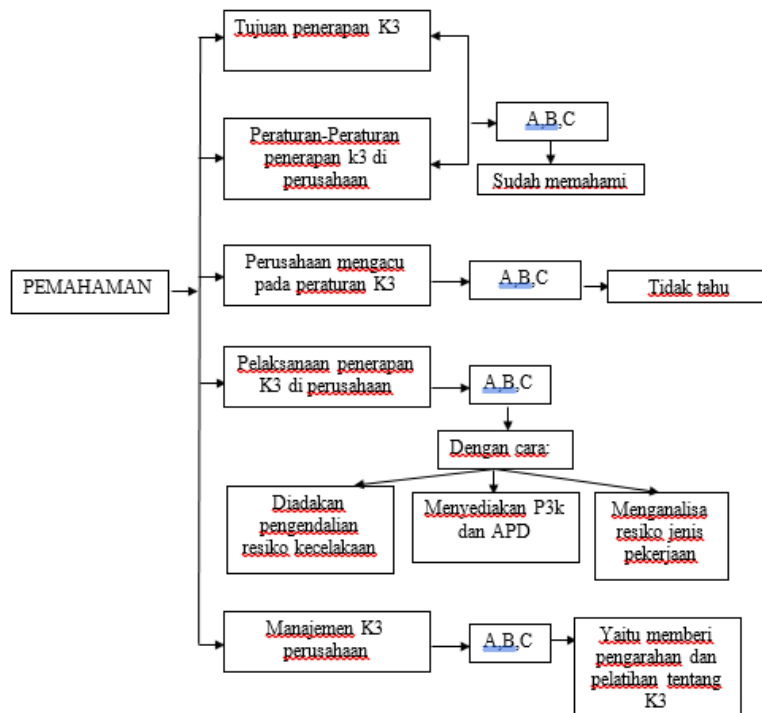 Tujuan penerapan K3
Peraturan-Peraturan
penerapan k3 di
perusahaan
A,B,C
Sudah memahami
PEMAHAMAN
Perusahaan mengacu
pada peraturan K3
A,B,C
Tidak tahu
Pelaksanaan penerapan
K3 di perusahaan
A,B,C
Dengan cara:
Diadakan
pengendalian
resiko kecelakaan
Menyediakan P3k
dan APD
Menganalisa
resiko jenis
pekerjaan
Manajemen K3
perusahaan
A,B,C
Yaitu memberi
pengarahan dan
pelatihan tentang
K3